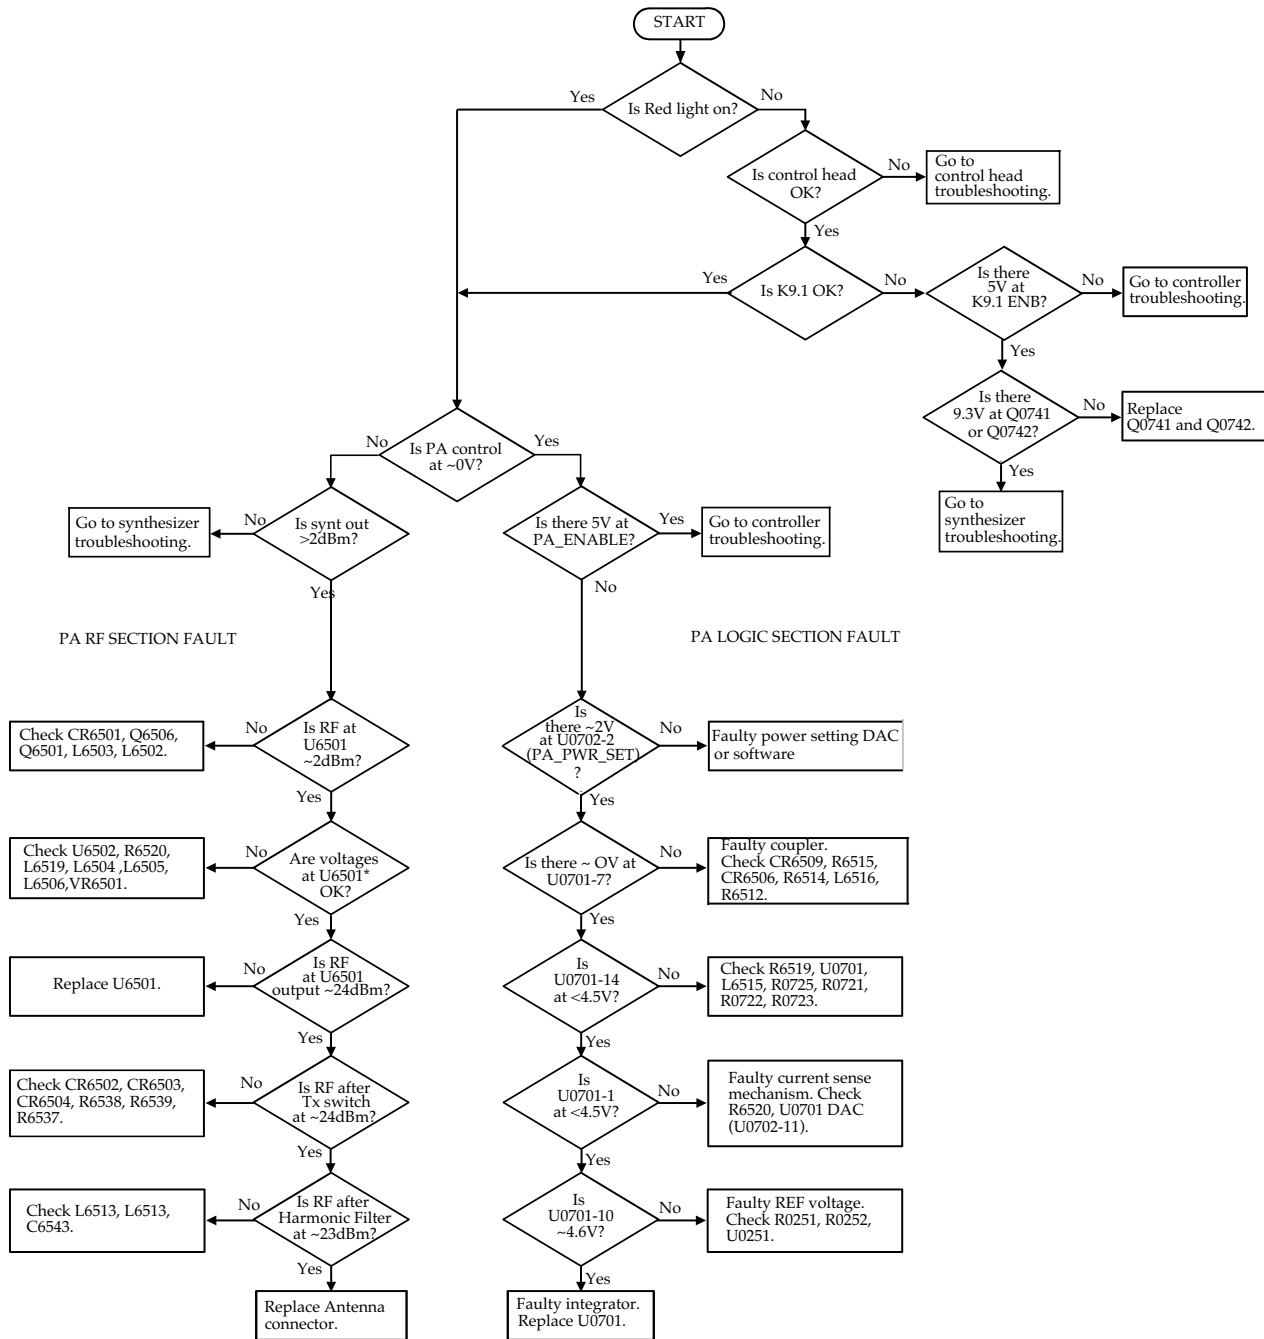 START
Yes
Is Red light on?
No
Is control head
OK?
No
Go to
control head
troubleshooting.
Yes
Yes
Is K9.1 OK?
No
Is there
5V at
K9.1 ENB?
No
Go to controller
troubleshooting.
Yes
Is there
9.3V at Q0741
or Q0742?
No
Replace
Q0741 and Q0742.
Yes
Go to
synthesizer
troubleshooting.
No
Is PA control
at ~0V?
Yes
Go to synthesizer
troubleshooting.
No
Is synt out
>2dBm?
Yes
Is there 5V at
PA_ENABLE?
Yes
Go to controller
troubleshooting.
No
PA RF SECTION FAULT
PA LOGIC SECTION FAULT
Check CR6501, Q6506,
Q6501, L6503, L6502.
No
Is RF at
U6501
~2dBm?
Yes
Is
there ~2V
at U0702-2
(PA_PWR_SET)
?
No
Faulty power setting DAC
or software
Yes
Check U6502, R6520,
L6519, L6504 ,L6505,
L6506,VR6501.
No
Are voltages
at U6501*
OK?
Yes
Is there ~ OV at
U0701-7?
No
Faulty coupler.
Check CR6509, R6515,
CR6506, R6514, L6516,
R6512.
Yes
Replace U6501.
No
Is RF
at U6501
output ~24dBm?
Yes
Is
U0701-14
at <4.5V?
No
Check R6519, U0701,
L6515, R0725, R0721,
R0722, R0723.
Yes
Check CR6502, CR6503,
CR6504, R6538, R6539,
R6537.
No
Is RF after
Tx switch
at ~24dBm?
Yes
Is
U0701-1
at <4.5V?
No
Faulty current sense
mechanism. Check
R6520, U0701 DAC
(U0702-11).
Yes
Check L6513, L6513,
C6543.
No
Is RF after
Harmonic Filter
at ~23dBm?
Yes
Is
U0701-10
~4.6V?
No
Faulty REF voltage.
Check R0251, R0252,
U0251.
Yes
Replace Antenna
connector.
Faulty integrator.
Replace U0701.